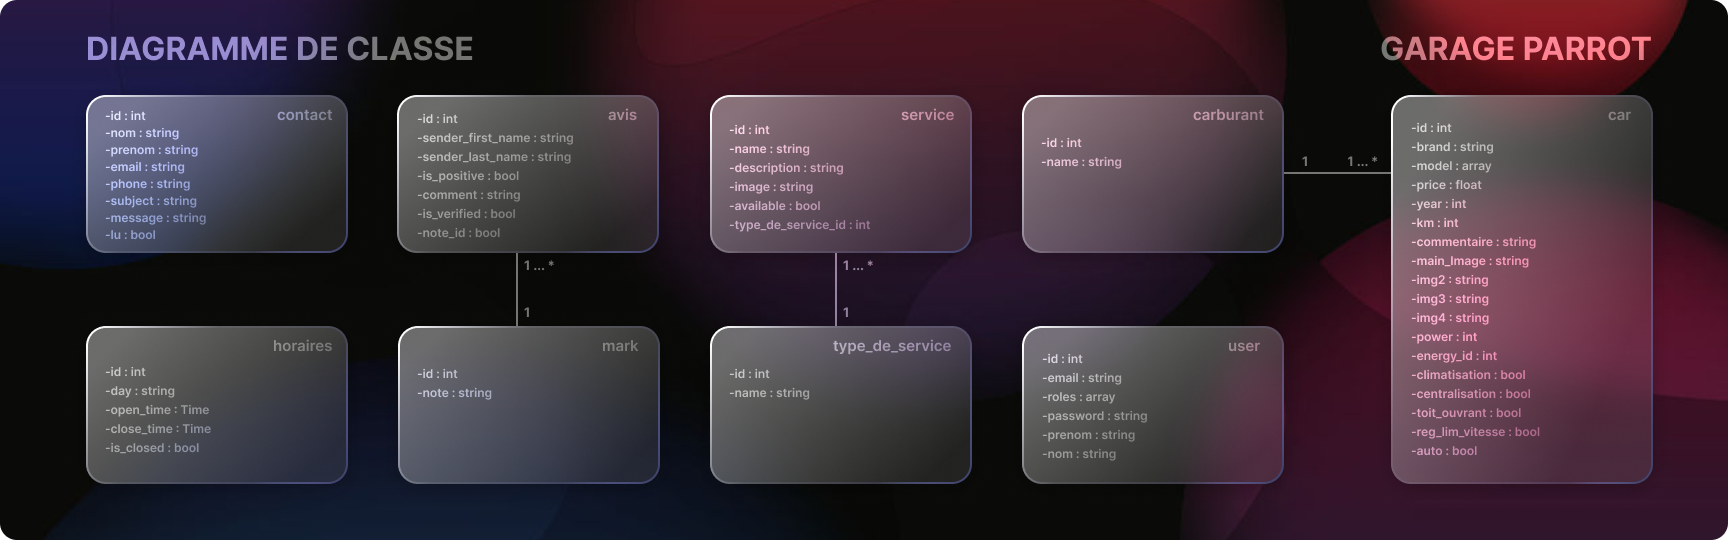 DIAGRAMME DE CLASSE
GARAGE PARROT
contact
-id : int
-nom : string
-prenom : string
-email : string
-phone : string
-subject : string
-message : string
-lu : bool
avis
-id : int
-sender_first_name : string
-sender_last_name : string
-is_positive : bool
-comment : string
-is_verified : bool
-note_id : bool
service
-id : int
-name : string
-description : string
-image : string
-available : bool
-type_de_service_id : int
carburant
-id : int
-name : string
1
1 ... *
car
-id : int
-brand : string
-model : array
-price : float
-year : int
-km : int
-commentaire : string
-main_Image : string
-img2 : string
-img3 : string
-img4 : string
-power : int
-energy_id : int
-climatisation : bool
-centralisation : bool
-toit_ouvrant : bool
-reg_lim_vitesse : bool
-auto : bool
1 ... *
1
1 ... *
1
horaires
-id : int
-day : string
-open_time : Time
-close_time : Time
-is_closed : bool
mark
-id : int
-note : string
type_de_service
-id : int
-name : string
user
-id : int
-email : string
-roles : array
-password : string
-prenom : string
-nom : string